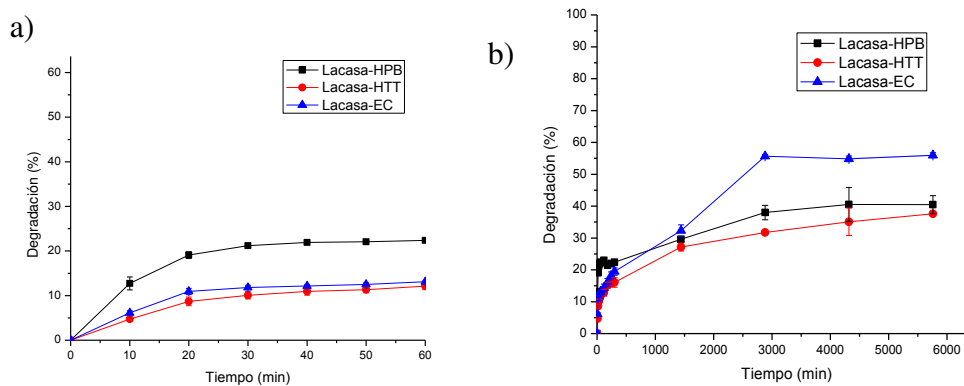 a)
Degradación (%)
60
50
40
30
20
10
0
0 10 20 30 40 50 60
Tiempo (min)
Lacasa-HPB
Lacasa-HTT
Lacasa-EC
b)
Degradación (%)
100
90
80
70
60
50
40
30
20
10
0
0 1000 2000 3000 4000 5000 6000
Tiempo (min)
Lacasa-HPB
Lacasa-HTT
Lacasa-EC